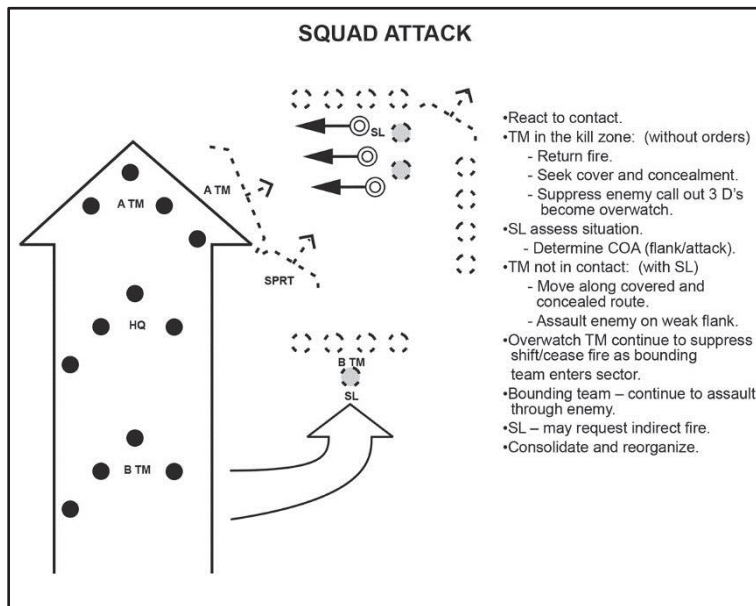 SQUAD ATTACK
SL
A TM
A TM
SPRT
HQ
B TM
SL
B TM
•React to contact.
•TM in the kill zone: (without orders)
- Return fire.
- Seek cover and concealment.
- Suppress enemy call out 3 D's
become overwatch.
•SL assess situation.
- Determine COA (flank/attack)
•TM not in contact: (with SL)
- Move along covered and
concealed route.
- Assault enemy on weak flank.
•Overwatch TM continue to suppress
shift/cease fire as bounding
team enters sector.
•Bounding team – continue to assault
through enemy.
•SL – may request indirect fire.
•Consolidate and reorganize.